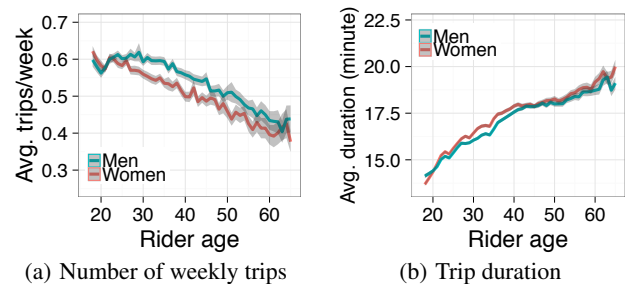 Avg. trips/week
0.7
0.6
0.5
0.4
0.3
Men
Women
20 30 40 50 60
Rider age
(a) Number of weekly trips
Avg. duration (minute)
22.5
20.0
17.5
15.0
Men
Women
20 30 40 50 60
Rider age
(b) Trip duration